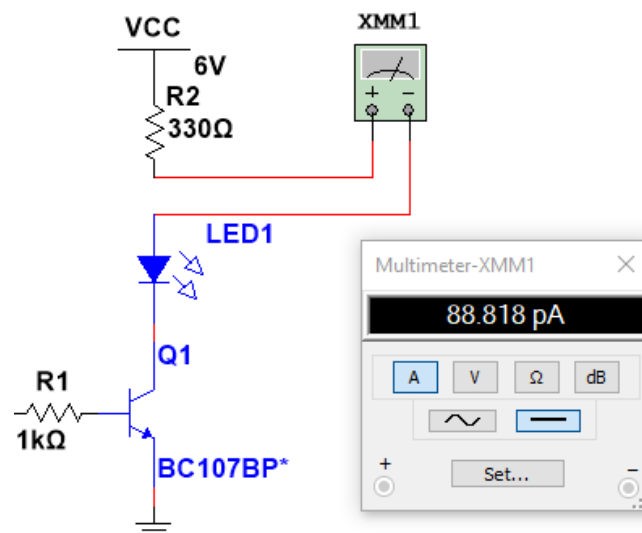 VCC
6V
R2
330Ω
XMM1
+ −
LED1
Q1
R1
1kΩ
BC107BP*
Multimeter-XMM1
88.818 pA
A V Ω dB
+ Set... −